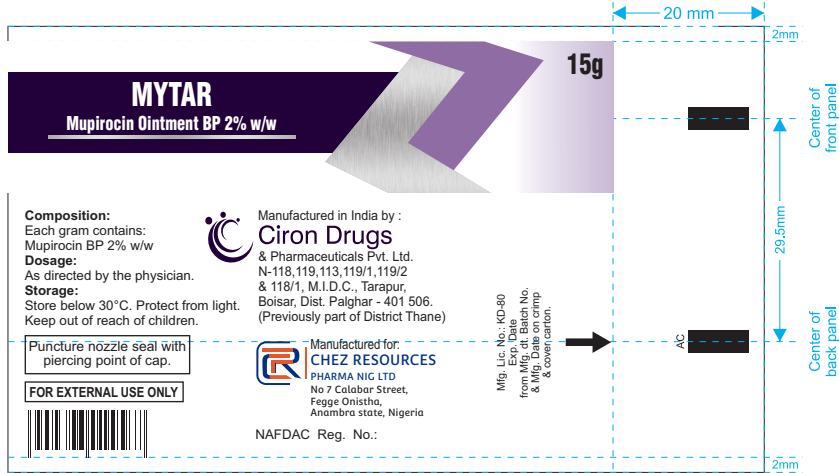 20 mm
2mm
15g
MYTAR
Mupirocin Ointment BP 2% w/w
Center of
front panel
29.5mm
Composition:
Each gram contains:
Mupirocin BP 2% w/w
Dosage:
As directed by the physician.
Storage:
Store below 30°C. Protect from light.
Keep out of reach of children.
Puncture nozzle seal with
piercing point of cap.
FOR EXTERNAL USE ONLY
Manufactured in India by :
Ciron Drugs
& Pharmaceuticals Pvt. Ltd.
N-118,119,113,119/1,119/2
& 118/1, M.I.D.C., Tarapur,
Boisar, Dist. Palghar - 401 506.
(Previously part of District Thane)
CR
Manufactured for:
CHEZ RESOURCES
PHARMA NIG LTD
No 7 Calabar Street,
Fegge Onistha,
Anambra state, Nigeria
NAFDAC Reg. No.:
Mfg. Lic. No.: KD-80
Exp. Date
from Mfg. dt. Batch No.
& Mfg. Date on crimp
& cover carton.
AC
Center of
back panel
2mm